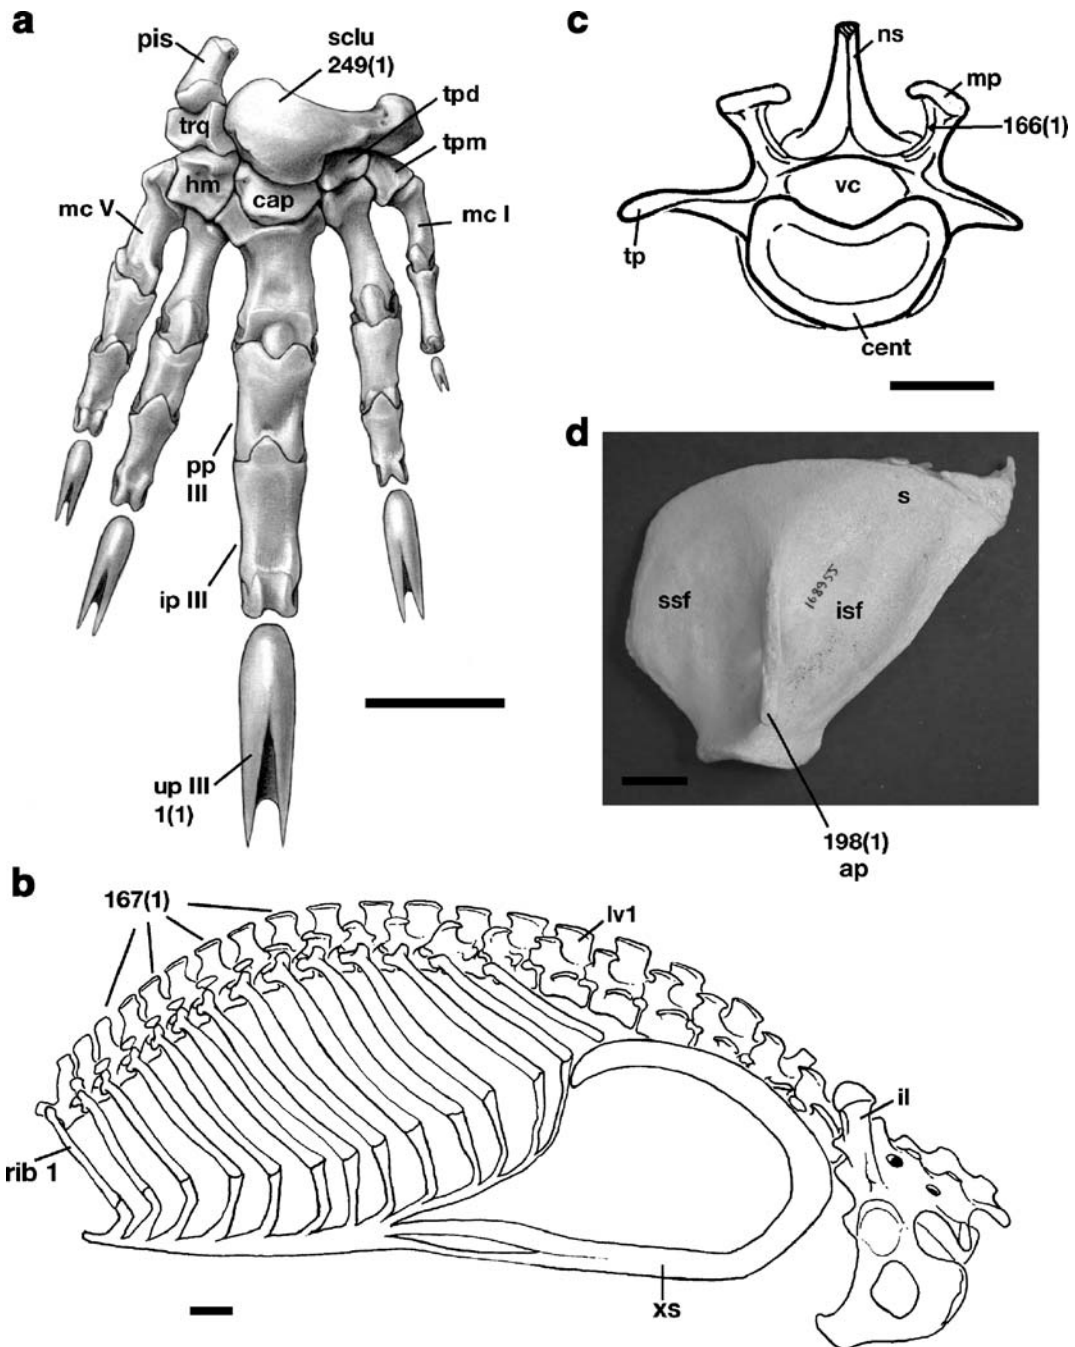 a
pis
sclu
249(1)
tpd
tpm
trq
hm
cap
mc V
mc I
pp
III
ip III
up III
1(1)
c
ns
mp
166(1)
vc
tp
cent
d
s
ssf
isf
168952
198(1)
ap
b
167(1)
lv1
il
rib 1
xs